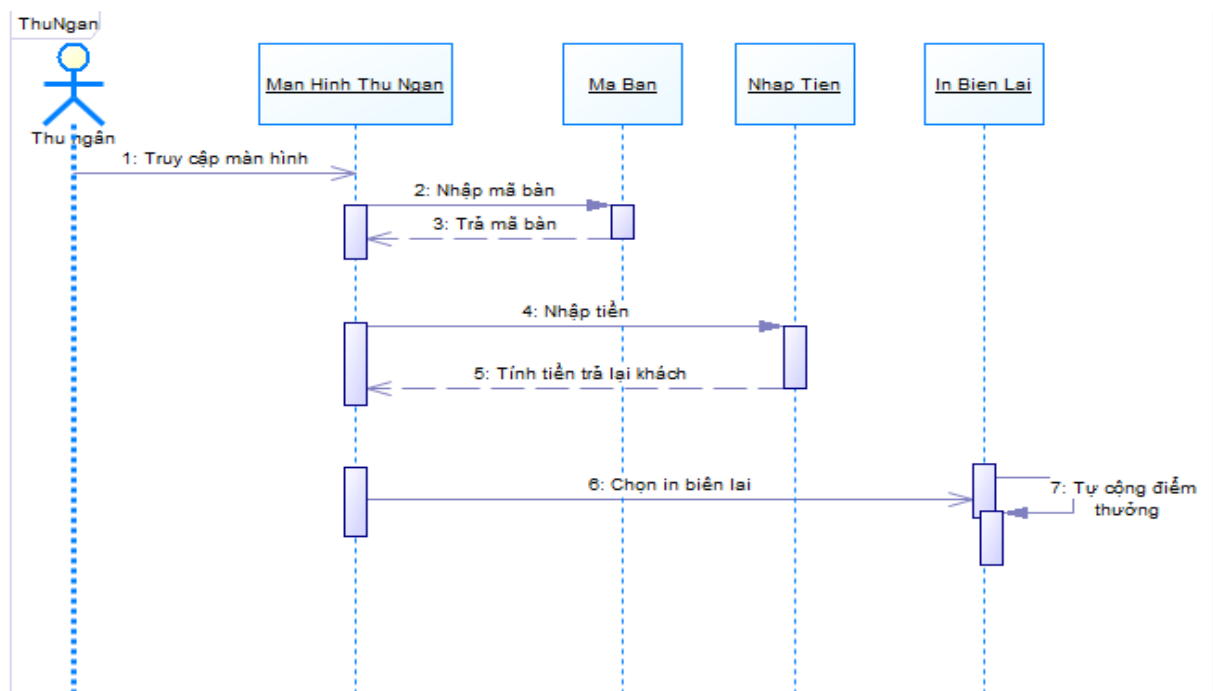 ThuNgan
Man Hinh Thu Ngan
Ma Ban
Nhap Tien
In Bien Lai
Thu ngân
1: Truy cập màn hình
2: Nhập mã bàn
3: Trả mã bàn
4: Nhập tiền
5: Tính tiền trả lại khách
6: Chọn in biên lai
7: Tự cộng điểm
thưởng